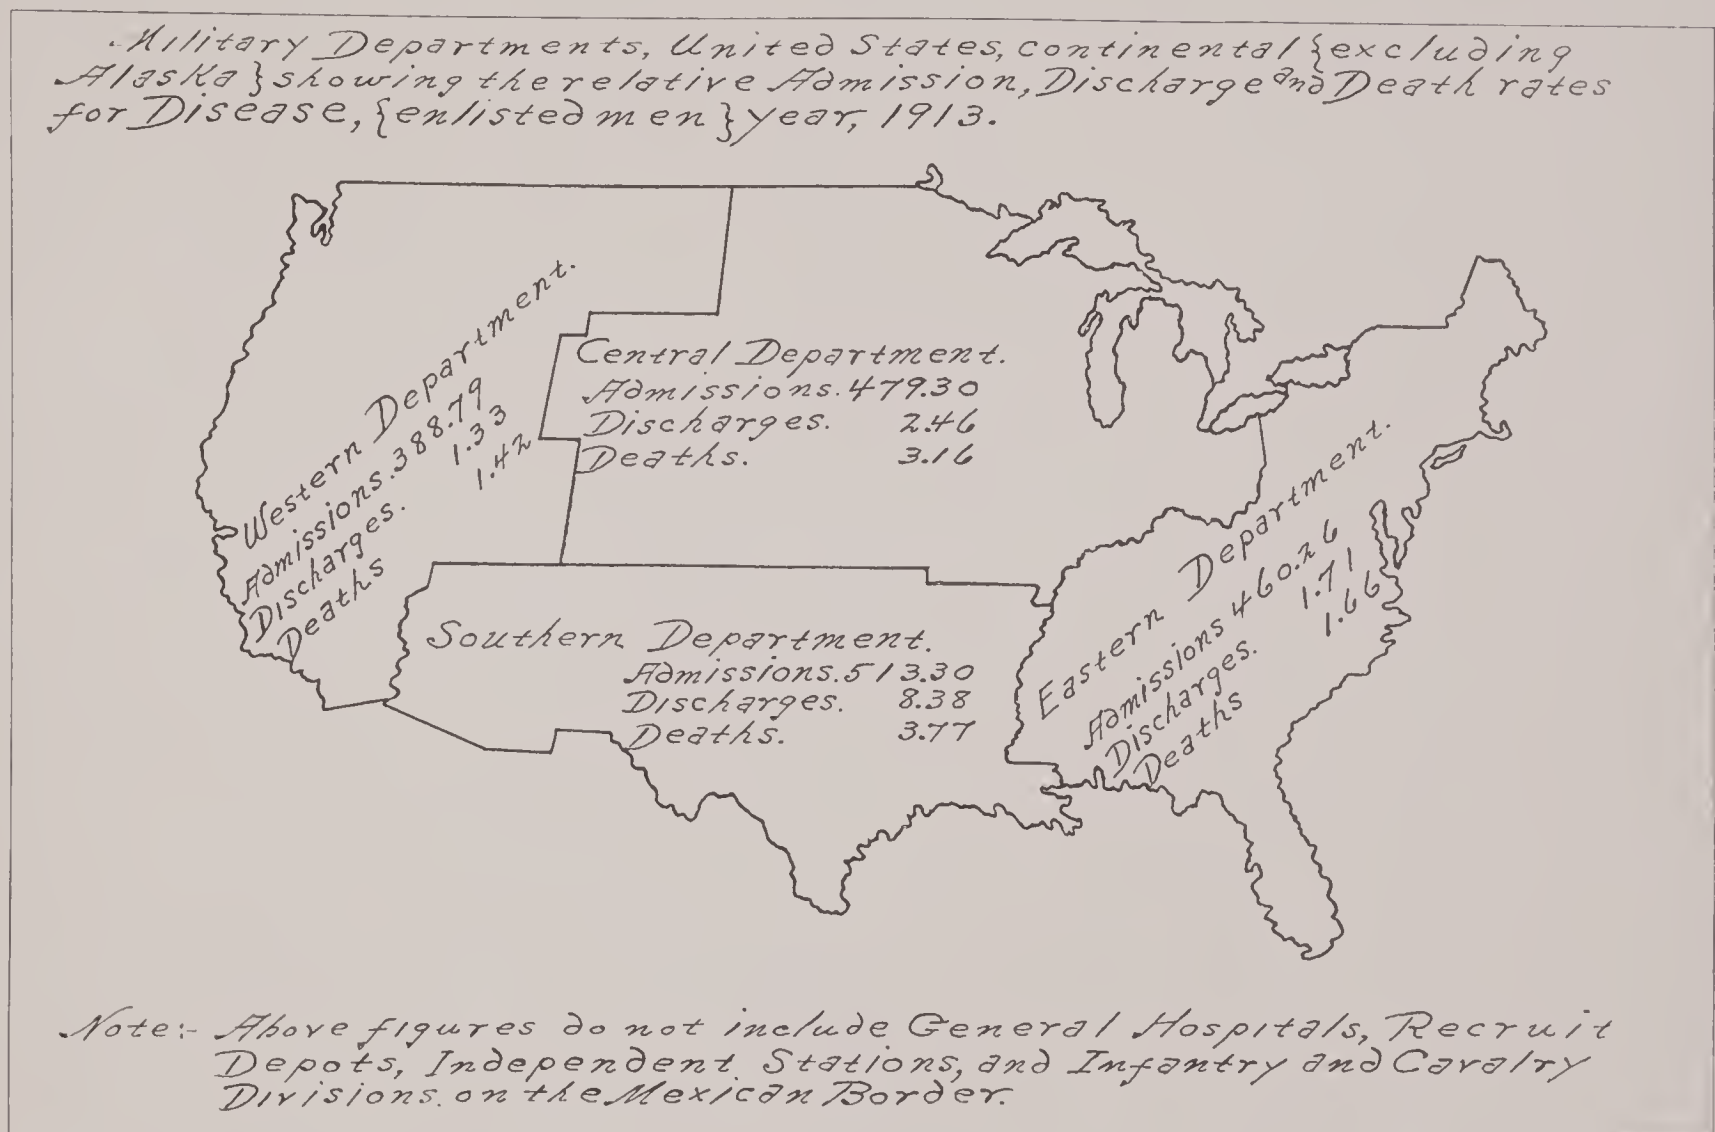 Military Departments, United States, continental {excluding
Alaska} showing the relative Admission, Discharge and Death rates
for Disease, {enlisted men} year, 1913.
Western Department.
Admissions. 388.79
Discharges. 1.33
Deaths 1.42
Central Department.
Admissions. 479.30
Discharges. 2.46
Deaths. 3.16
Southern Department.
Admissions. 513.30
Discharges. 8.38
Deaths. 3.77
Eastern Department.
Admissions 460.26
Discharges. 1.71
Deaths 1.66
Note:- Above figures do not include General Hospitals, Recruit
Depots, Independent Stations, and Infantry and Cavalry
Divisions. on the Mexican Border.